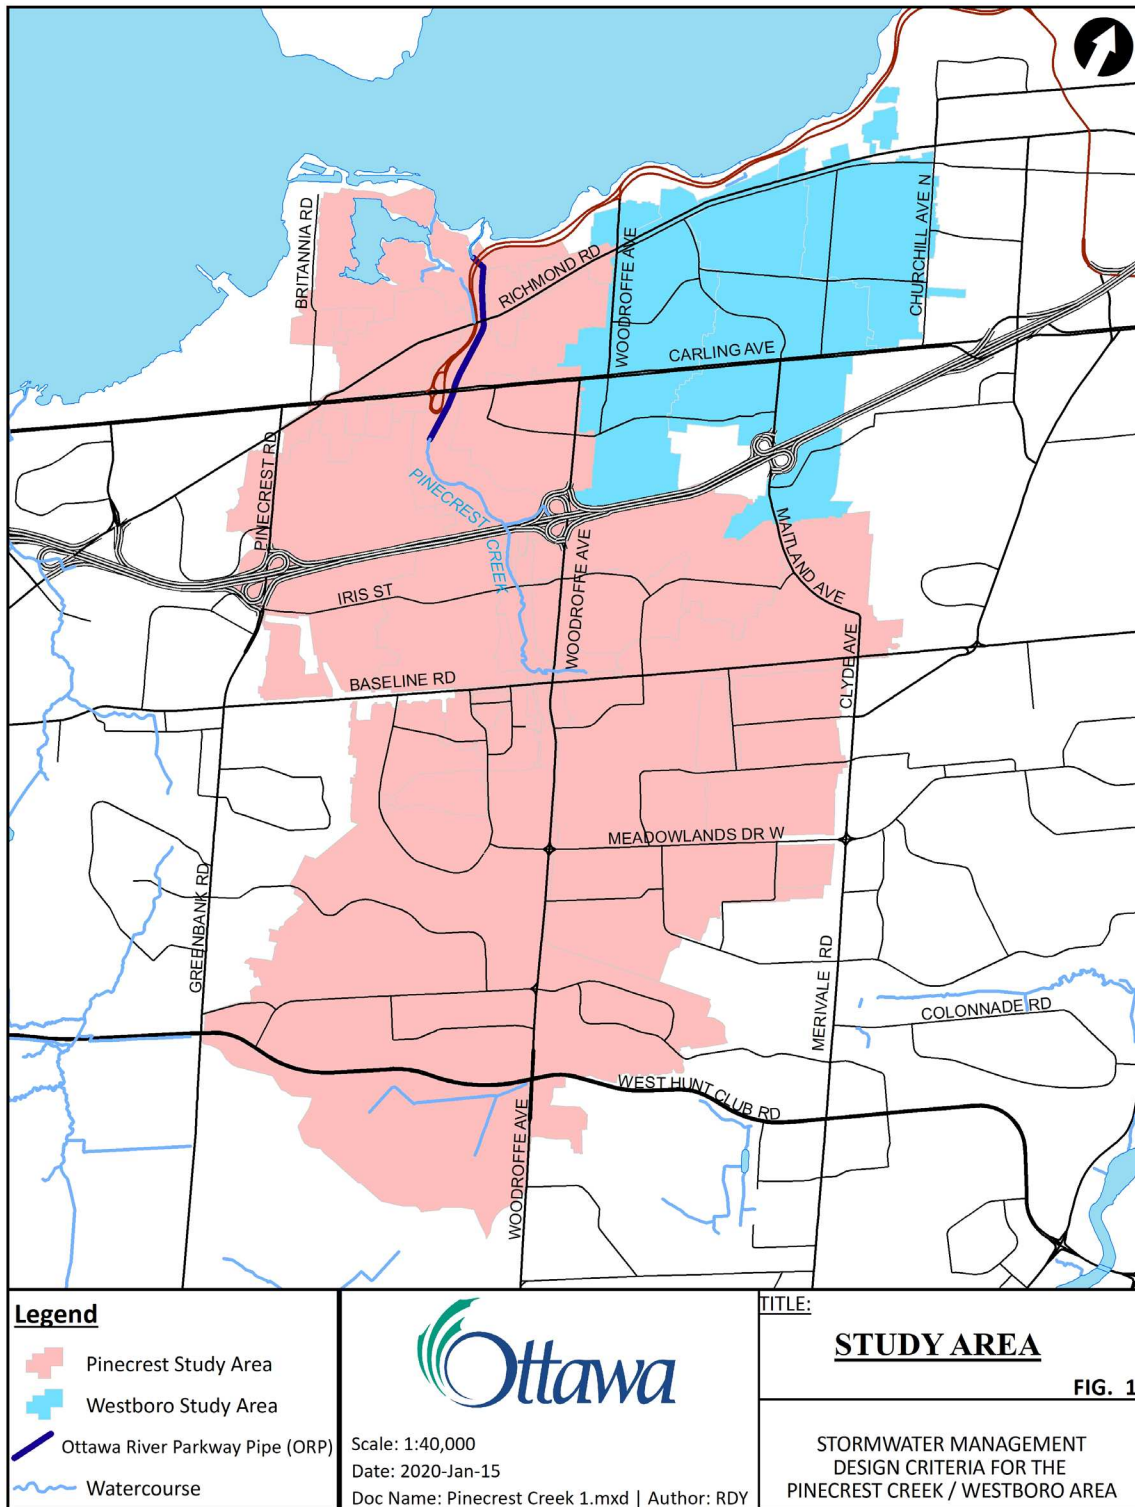 BRITANNIA RD
RICHMOND RD
WOODROFFE AVE
CHURCHILL AVE N
CARLING AVE
PINECREST RD
PINECREST CREEK
WOODROFFE AVE
MAITLAND AVE
IRIS ST
BASELINE RD
CLYDE AVE
MEADOWLANDS DR W
GREENBANK RD
MERIVALE RD
COLONNADE RD
WEST HUNT CLUB RD
WOODROFFE AVE
Legend
Pinecrest Study Area
Westboro Study Area
Ottawa River Parkway Pipe (ORP)
Watercourse
Ottawa
Scale: 1:40,000
Date: 2020-Jan-15
Doc Name: Pinecrest Creek 1.mxd | Author: RDY
TITLE:
STUDY AREA
FIG. 1
STORMWATER MANAGEMENT
DESIGN CRITERIA FOR THE
PINECREST CREEK / WESTBORO AREA